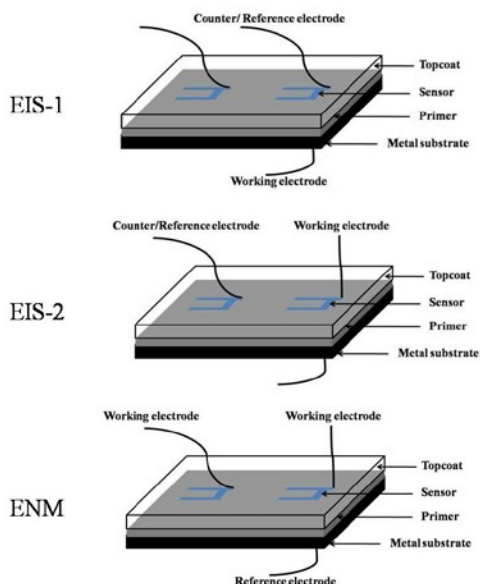 Counter/ Reference electrode
EIS-1
Topcoat
Sensor
Primer
Metal substrate
Working electrode
Counter/Reference electrode
Working electrode
EIS-2
Topcoat
Sensor
Primer
Metal substrate
Working electrode
Working electrode
ENM
Topcoat
Sensor
Primer
Metal substrate
Reference electrode